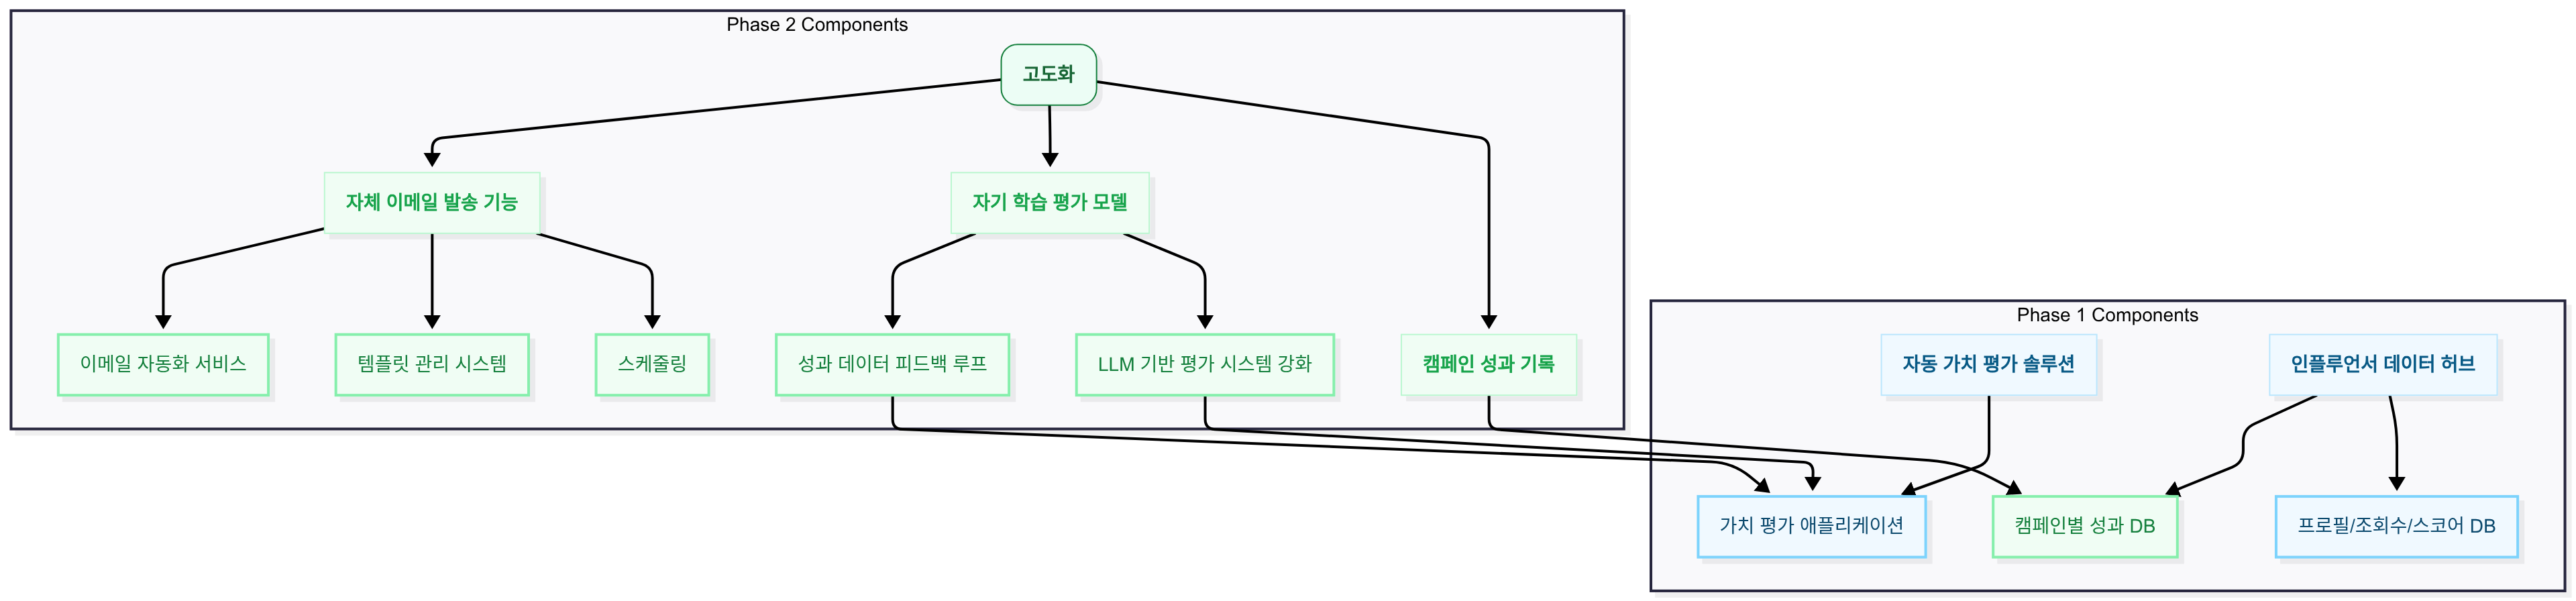 Phase 2 Components
고도화
자체 이메일 발송 기능
자기 학습 평가 모델
이메일 자동화 서비스
템플릿 관리 시스템
스케줄링
성과 데이터 피드백 루프
LLM 기반 평가 시스템 강화
캠페인 성과 기록
Phase 1 Components
자동 가치 평가 솔루션
인플루언서 데이터 허브
가치 평가 애플리케이션
캠페인별 성과 DB
프로필/조회수/스코어 DB